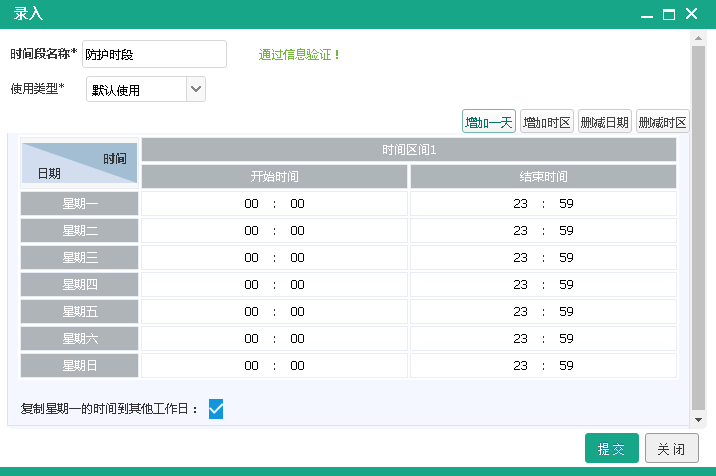 录入
时间段名称* 防护时段 通过信息验证！
使用类型* 默认使用
增加一天 增加时区 删减日期 删减时区
时间 日期 时间区间1
开始时间 结束时间
星期一 00 : 00 23 : 59
星期二 00 : 00 23 : 59
星期三 00 : 00 23 : 59
星期四 00 : 00 23 : 59
星期五 00 : 00 23 : 59
星期六 00 : 00 23 : 59
星期日 00 : 00 23 : 59
复制星期一的时间到其他工作日：
提交 关闭